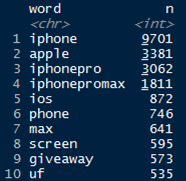 word n
<chr> <int>
1 iphone 9701
2 apple 3381
3 iphonepro 3062
4 iphonepromax 1811
5 ios 872
6 phone 746
7 max 641
8 screen 595
9 giveaway 573
10 uf 535